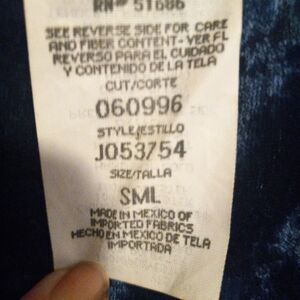 RN# 51686
SEE REVERSE SIDE FOR CARE
AND FIBER CONTENT-VER EL
REVERSO PARA EL CUIDADO
Y CONTENIDO DE LA TELA
CUT/CORTE
060996
STYLE/ESTILLO
J053754
SIZE/TALLA
SML
MADE IN MEXICO OF
IMPORTED FABRICS
HECHO EN MEXICO DE TELA
IMPORTADA